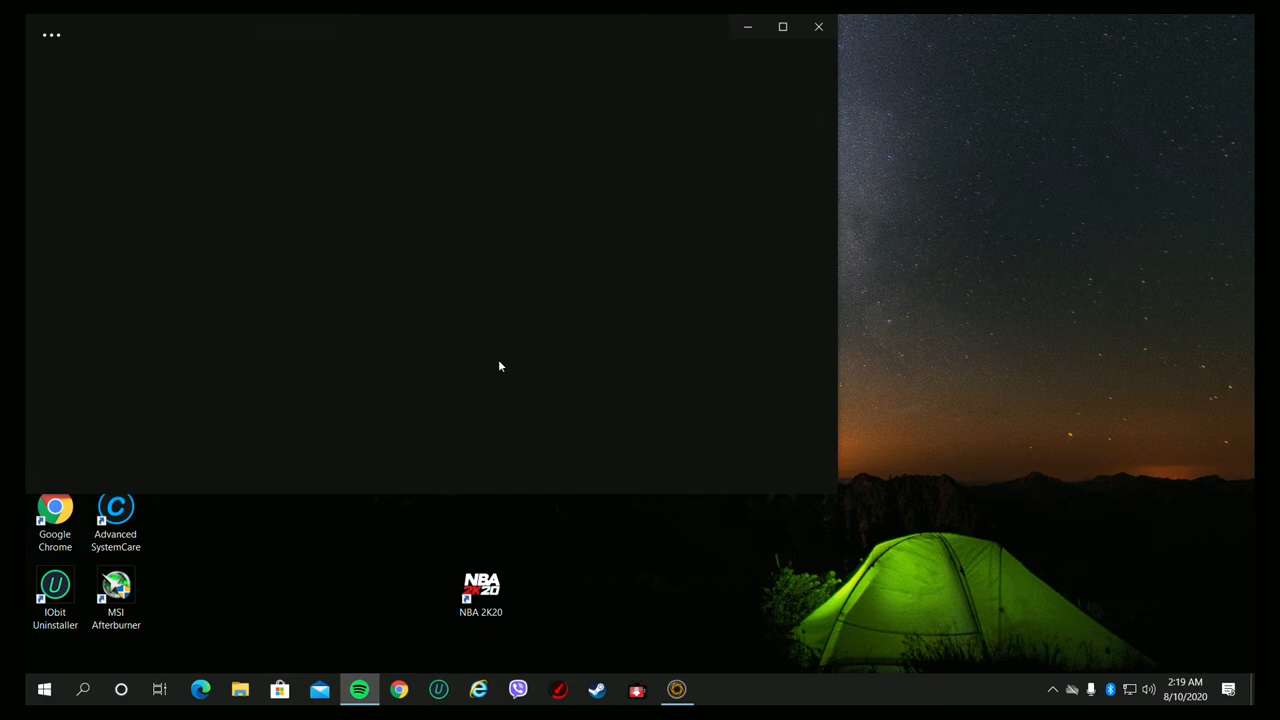 Google
Chrome
Advanced
SystemCare
IObit
Uninstaller
MSI
Afterburner
NBA
2K20
NBA 2K20
2:19 AM
8/10/2020